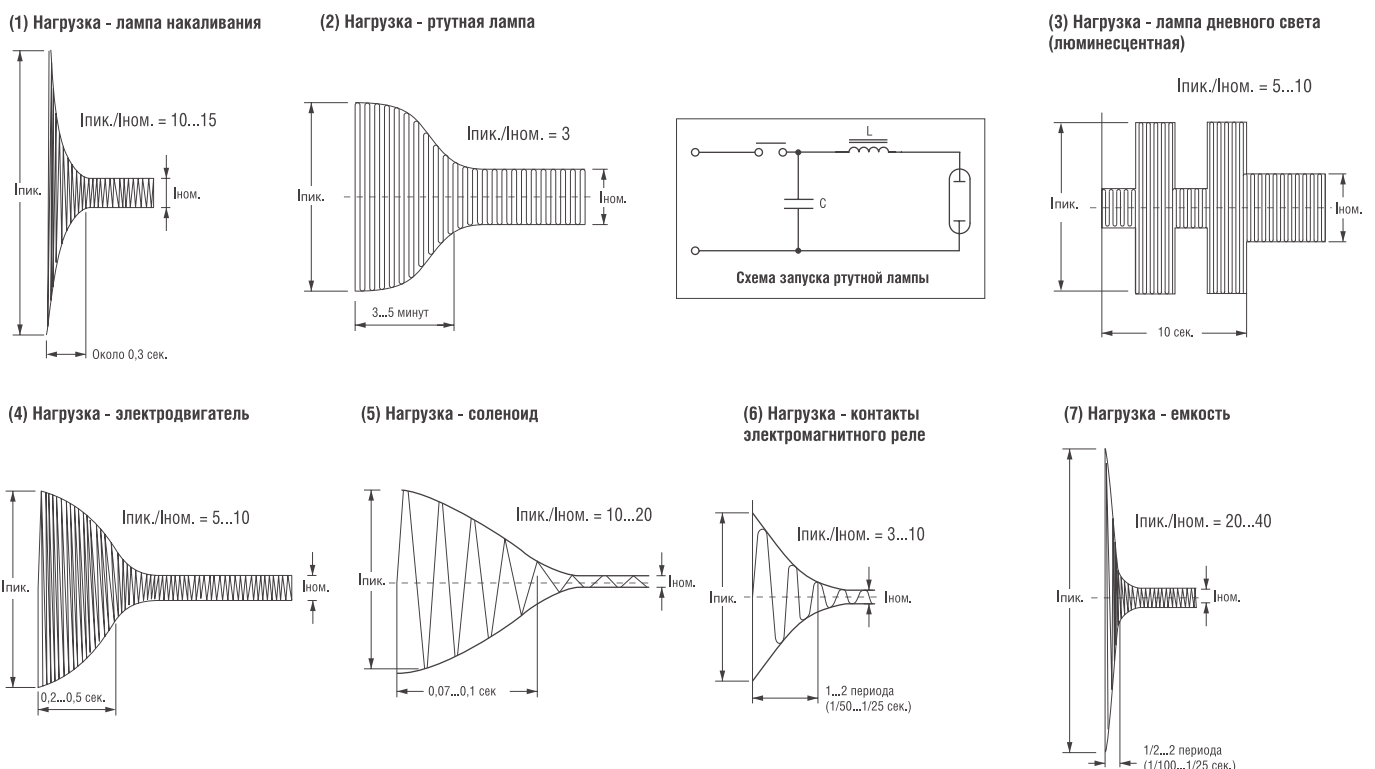 (1) Нагрузка - лампа накаливания
Iпик./Iном. = 10...15
Iпик.
Iном.
Около 0,3 сек.
(2) Нагрузка - ртутная лампа
Iпик./Iном. = 3
Iпик.
Iном.
3...5 минут
L
C
Схема запуска ртутной лампы
(3) Нагрузка - лампа дневного света
(люминесцентная)
Iпик./Iном. = 5...10
Iпик.
Iном.
10 сек.
(4) Нагрузка - электродвигатель
Iпик./Iном. = 5...10
Iпик.
Iном.
0,2...0,5 сек.
(5) Нагрузка - соленоид
Iпик./Iном. = 10...20
Iпик.
Iном.
0,07...0,1 сек
(6) Нагрузка - контакты
электромагнитного реле
Iпик./Iном. = 3...10
Iпик.
Iном.
1...2 периода
(1/50...1/25 сек.)
(7) Нагрузка - емкость
Iпик./Iном. = 20...40
Iпик.
Iном.
1/2...2 периода
(1/100...1/25 сек.)